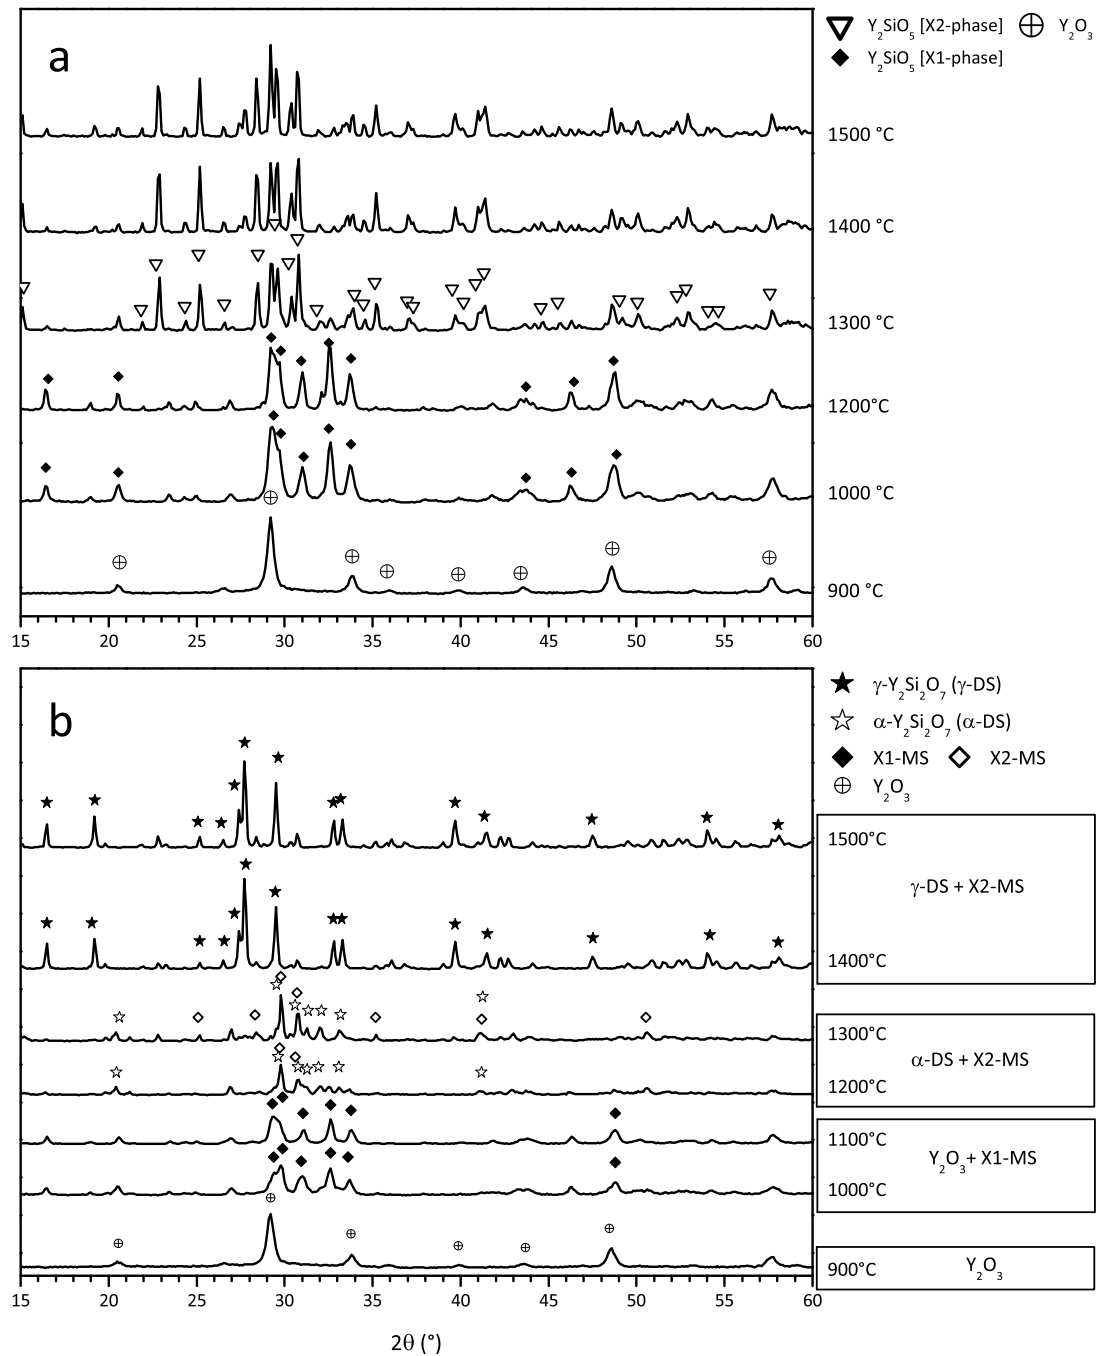 a
Y₂SiO₅ [X2-phase] Y₂O₃
Y₂SiO₅ [X1-phase]
1500 °C
1400 °C
1300 °C
1200°C
1000 °C
900 °C
15 20 25 30 35 40 45 50 55 60
b
γ-Y₂Si₂O₇ (γ-DS)
α-Y₂Si₂O₇ (α-DS)
X1-MS X2-MS
Y₂O₃
1500°C
γ-DS + X2-MS
1400°C
1300°C
α-DS + X2-MS
1200°C
1100°C
Y₂O₃+ X1-MS
1000°C
900°C Y₂O₃
15 20 25 30 35 40 45 50 55 60
2θ (°)